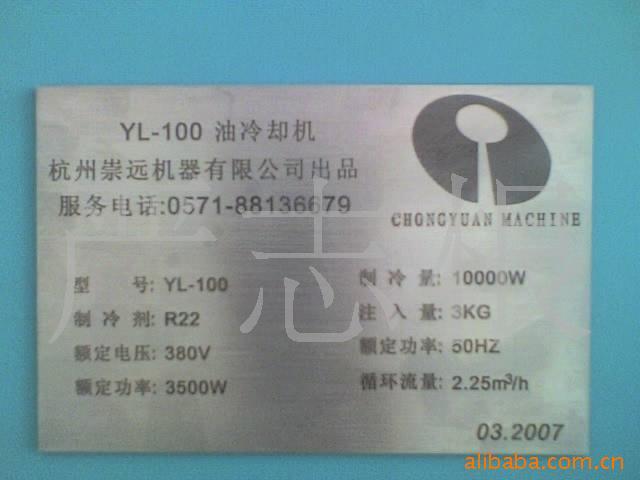 YL-100 油冷却机
杭州崇远机器有限公司出品
服务电话:0571-88136679
CHONGYUAN MACHINE
型 号: YL-100
制冷量: 10000W
制 冷 剂: R22
注 入 量: 3KG
额定电压: 380V
额定功率: 50HZ
额定功率: 3500W
循环流量: 2.25m³/h
03.2007
alibaba.com.cn